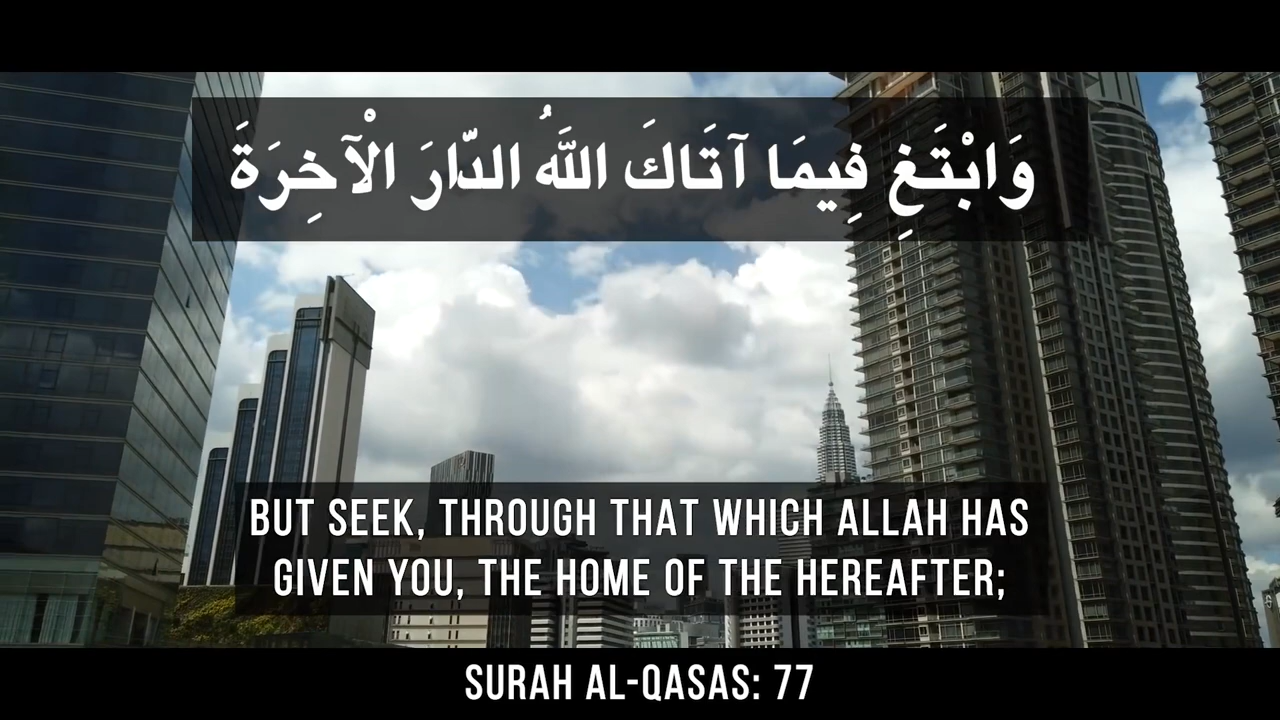 وَابْتَغِ فِيمَا آتَاكَ اللَّهُ الدَّارَ الْآخِرَةَ
BUT SEEK, THROUGH THAT WHICH ALLAH HAS
GIVEN YOU, THE HOME OF THE HEREAFTER;
SURAH AL-QASAS: 77